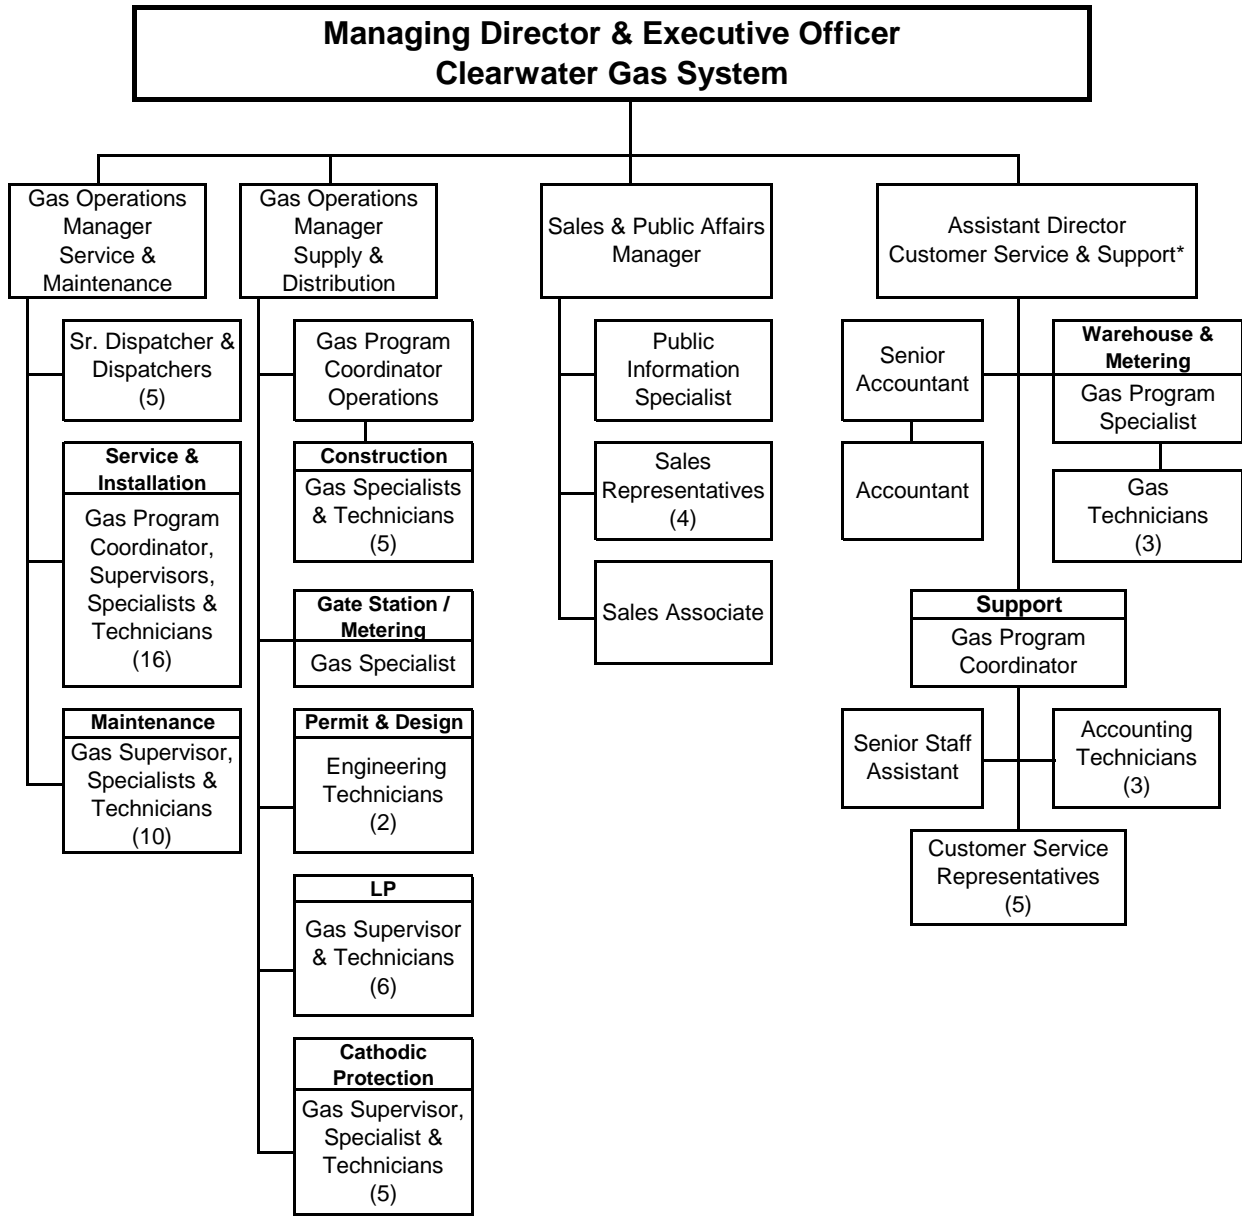 Managing Director & Executive Officer
Clearwater Gas System
Gas Operations
Manager
Service &
Maintenance
Sr. Dispatcher &
Dispatchers
(5)
Service &
Installation
Gas Program
Coordinator,
Supervisors,
Specialists &
Technicians
(16)
Maintenance
Gas Supervisor,
Specialists &
Technicians
(10)
Gas Operations
Manager
Supply &
Distribution
Gas Program
Coordinator
Operations
Construction
Gas Specialists
& Technicians
(5)
Gate Station /
Metering
Gas Specialist
Permit & Design
Engineering
Technicians
(2)
LP
Gas Supervisor
& Technicians
(6)
Cathodic
Protection
Gas Supervisor,
Specialist &
Technicians
(5)
Sales & Public Affairs
Manager
Public
Information
Specialist
Sales
Representatives
(4)
Sales Associate
Assistant Director
Customer Service & Support*
Senior
Accountant
Accountant
Warehouse &
Metering
Gas Program
Specialist
Gas
Technicians
(3)
Support
Gas Program
Coordinator
Senior Staff
Assistant
Accounting
Technicians
(3)
Customer Service
Representatives
(5)